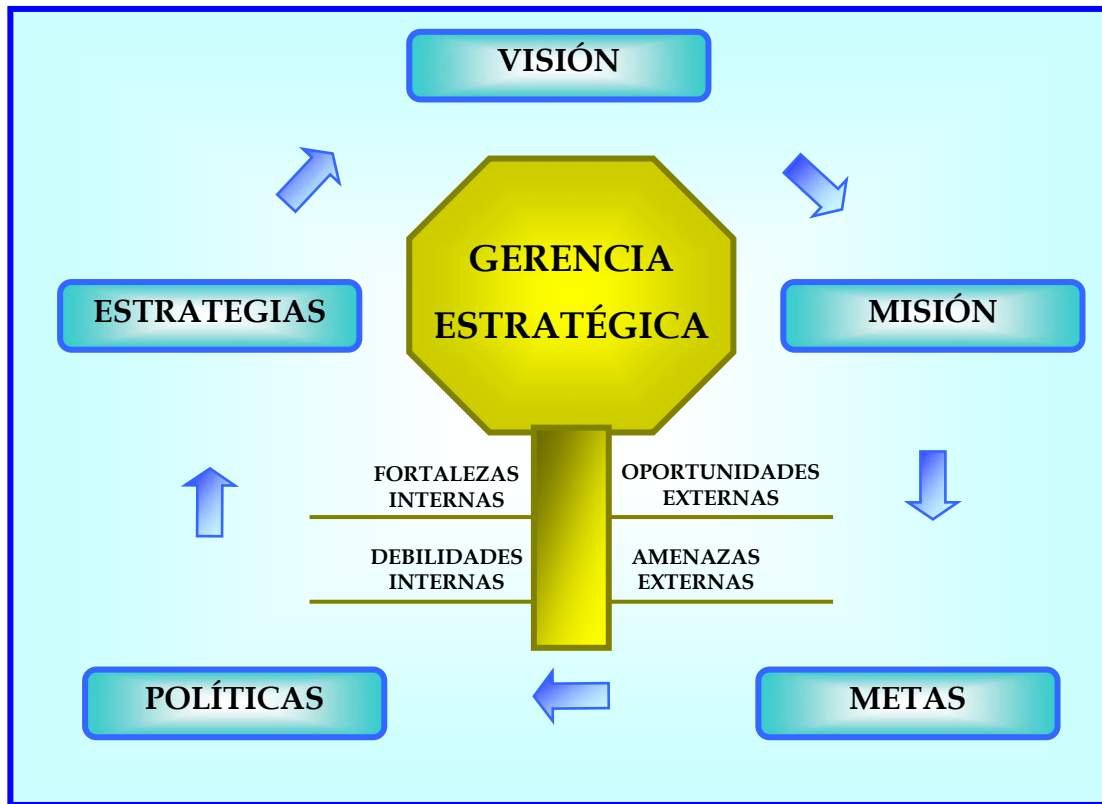 VISIÓN
GERENCIA
ESTRATÉGICA
ESTRATEGIAS
MISIÓN
FORTALEZAS
INTERNAS
OPORTUNIDADES
EXTERNAS
DEBILIDADES
INTERNAS
AMENAZAS
EXTERNAS
POLÍTICAS
METAS